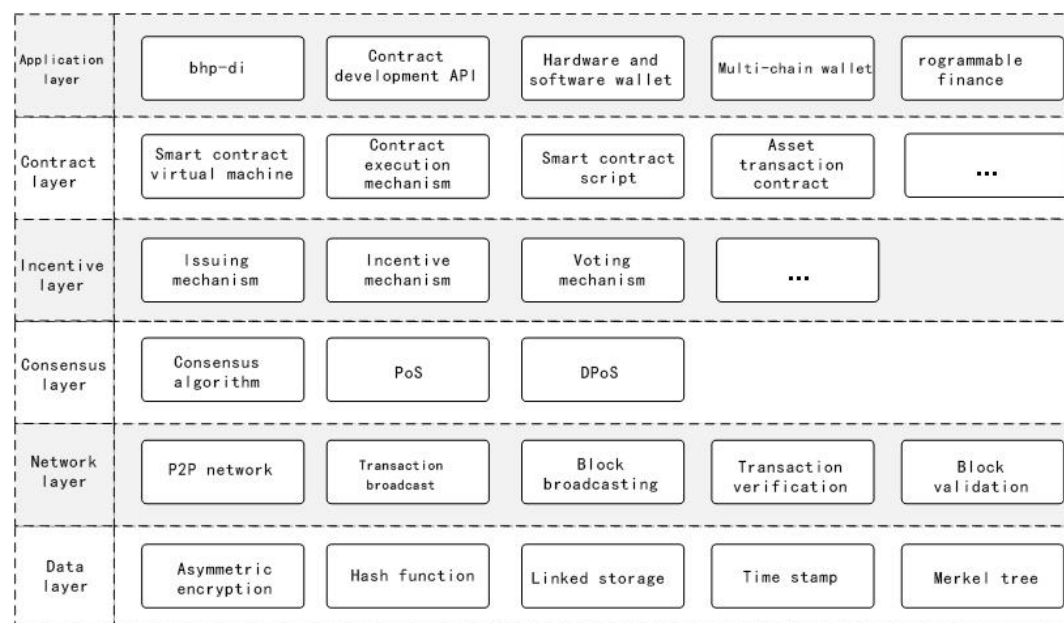 Application
layer
bhp-di
Contract
development API
Hardware and
software wallet
Multi-chain wallet
rogrammable
finance
Contract
layer
Smart contract
virtual machine
Contract
execution
mechanism
Smart contract
script
Asset
transaction
contract
...
Incentive
layer
Issuing
mechanism
Incentive
mechanism
Voting
mechanism
...
Consensus
layer
Consensus
algorithm
PoS
DPoS
Network
layer
P2P network
Transaction
broadcast
Block
broadcasting
Transaction
verification
Block
validation
Data
layer
Asymmetric
encryption
Hash function
Linked storage
Time stamp
Merkel tree